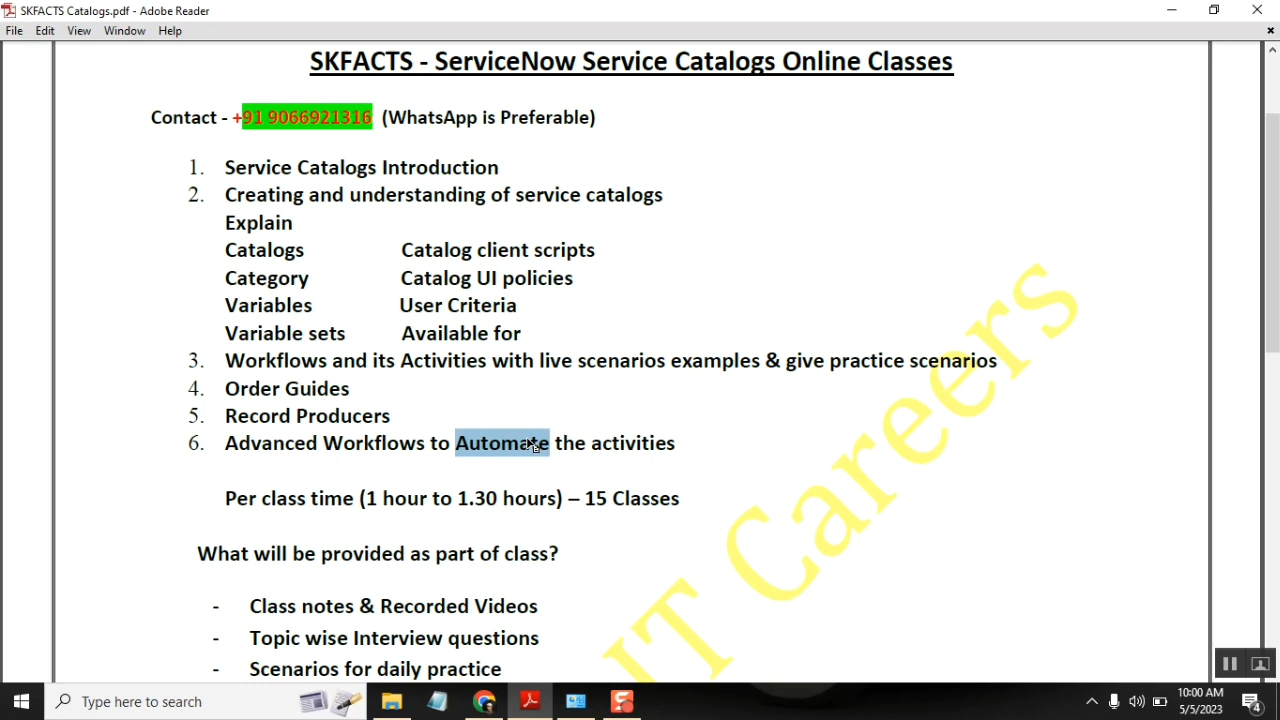 SKFACTS Catalogs.pdf - Adobe Reader
File Edit View Window Help
SKFACTS - ServiceNow Service Catalogs Online Classes
Contact - +91 9066921316 (WhatsApp is Preferable)
1. Service Catalogs Introduction
2. Creating and understanding of service catalogs
Explain
Catalogs Catalog client scripts
Category Catalog UI policies
Variables User Criteria
Variable sets Available for
3. Workflows and its Activities with live scenarios examples & give practice scenarios
4. Order Guides
5. Record Producers
6. Advanced Workflows to Automate the activities
Per class time (1 hour to 1.30 hours) – 15 Classes
What will be provided as part of class?
- Class notes & Recorded Videos
- Topic wise Interview questions
- Scenarios for daily practice
IT Careers
Type here to search
10:00 AM
5/5/2023
4